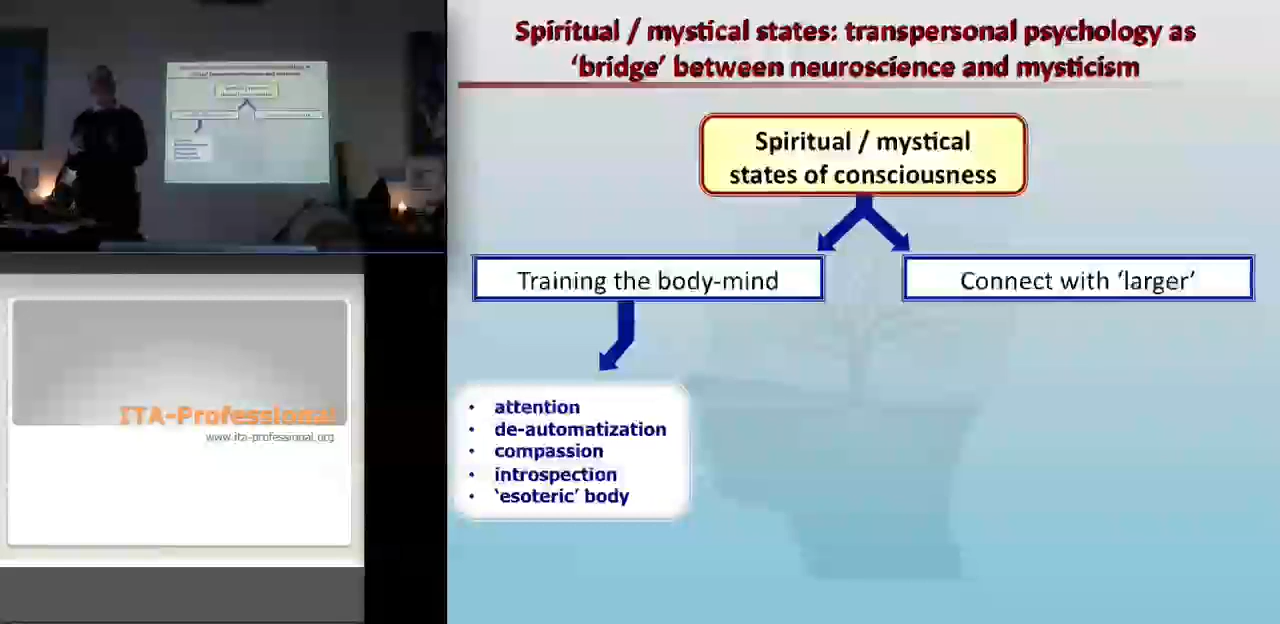 Spiritual / mystical states: transpersonal psychology as
‘bridge’ between neuroscience and mysticism
Spiritual / mystical
states of consciousness
Training the body-mind
Connect with ‘larger’
• attention
• de-automatization
• compassion
• introspection
• ‘esoteric’ body
ITA-Professional
www.ita-professional.org